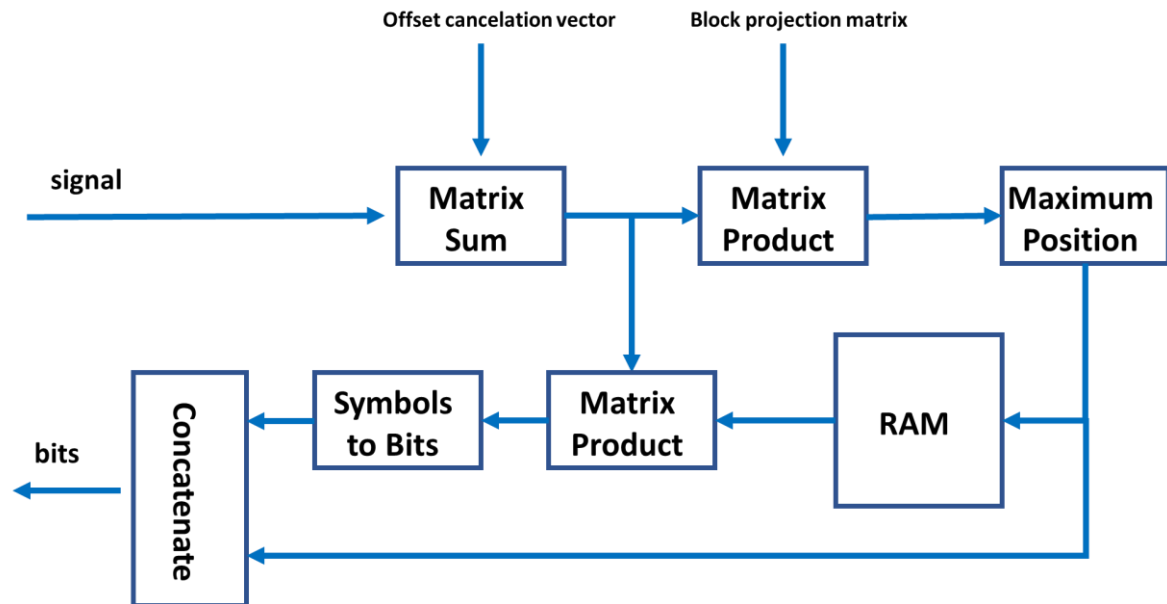 Offset cancelation vector
Block projection matrix
signal
Matrix
Sum
Matrix
Product
Maximum
Position
Concatenate
Symbols
to Bits
Matrix
Product
RAM
bits